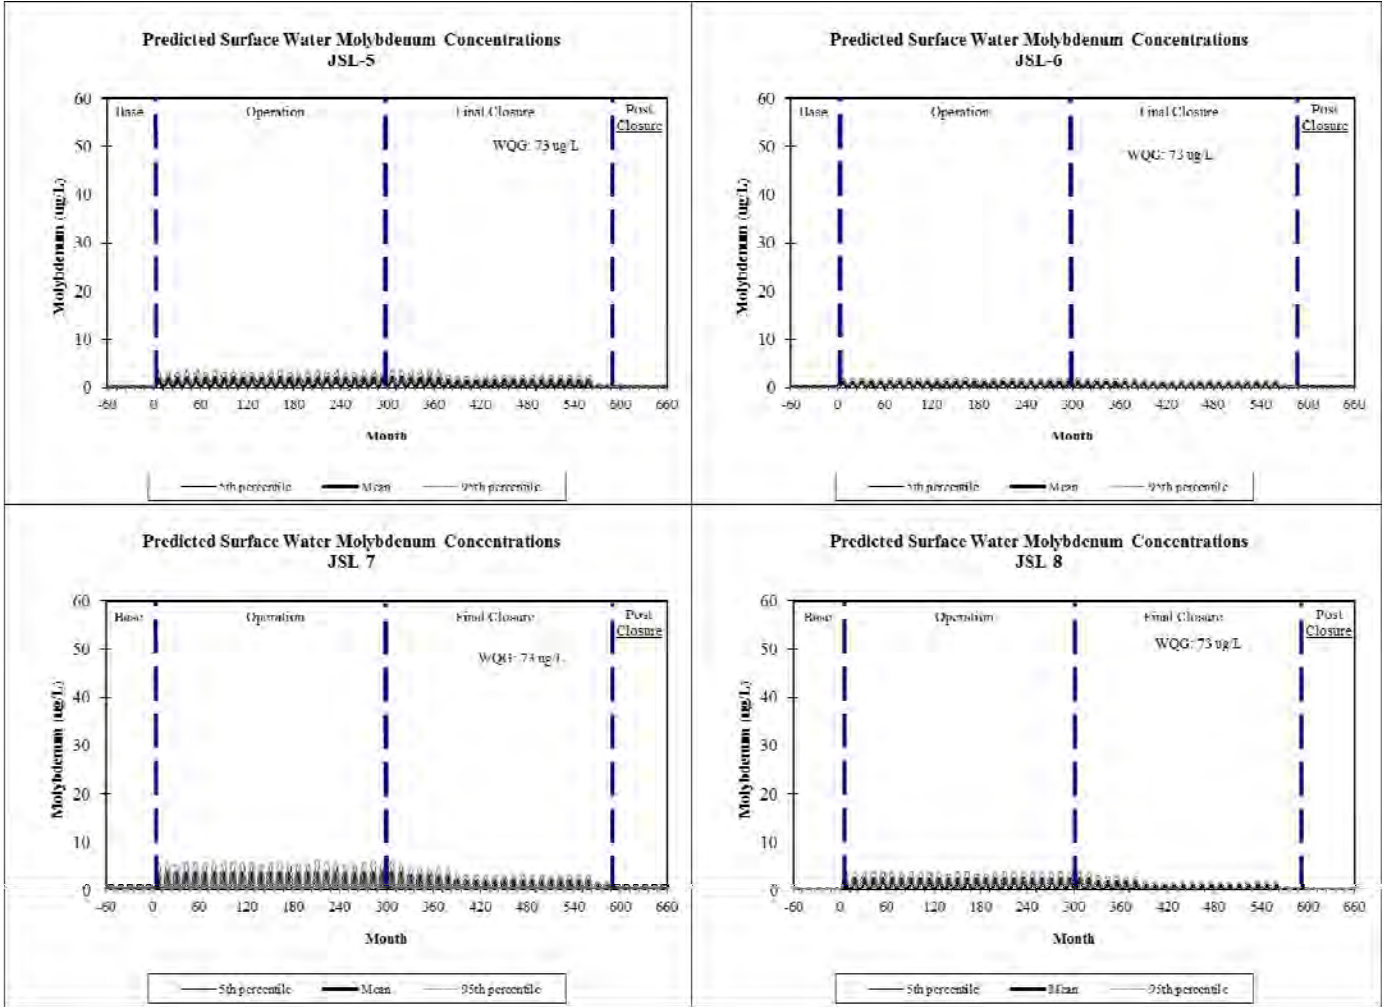 Predicted Surface Water Molybdenum Concentrations
JSL-5
Molybdenum (ug/L)
60
50
40
30
20
10
0
Base
Operation
Final Closure
Post
Closure
WQG: 73 ug/L
-60 0 60 120 180 240 300 360 420 480 540 600 660
Month
5th percentile Mean 95th percentile
Predicted Surface Water Molybdenum Concentrations
JSL-6
Molybdenum (ug/L)
60
50
40
30
20
10
0
Base
Operation
Final Closure
Post
Closure
WQG: 73 ug/L
-60 0 60 120 180 240 300 360 420 480 540 600 660
Month
5th percentile Mean 95th percentile
Predicted Surface Water Molybdenum Concentrations
JSL 7
Molybdenum (ug/L)
60
50
40
30
20
10
0
Base
Operation
Final Closure
Post
Closure
WQG: 73 ug/L
-60 0 60 120 180 240 300 360 420 480 540 600 660
Month
5th percentile Mean 95th percentile
Predicted Surface Water Molybdenum Concentrations
JSL 8
Molybdenum (ug/L)
60
50
40
30
20
10
0
Base
Operation
Final Closure
Post
Closure
WQG: 73 ug/L
-60 0 60 120 180 240 300 360 420 480 540 600 660
Month
5th percentile Mean 95th percentile